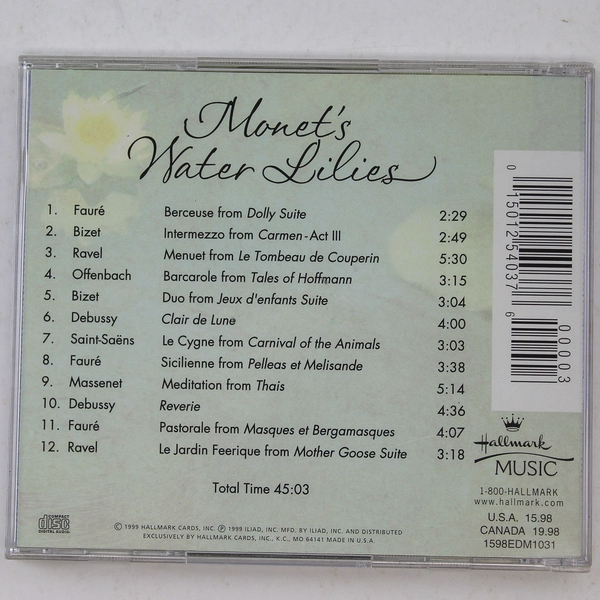 Monet's
Water Lilies
1. Fauré Berceuse from Dolly Suite 2:29
2. Bizet Intermezzo from Carmen - Act III 2:49
3. Ravel Menuet from Le Tombeau de Couperin 5:30
4. Offenbach Barcarole from Tales of Hoffmann 3:15
5. Bizet Duo from Jeux d'enfants Suite 3:04
6. Debussy Clair de Lune 4:00
7. Saint-Saëns Le Cygne from Carnival of the Animals 3:03
8. Fauré Sicilienne from Pelleas et Melisande 3:38
9. Massenet Meditation from Thais 5:14
10. Debussy Reverie 4:36
11. Fauré Pastorale from Masques et Bergamasques 4:07
12. Ravel Le Jardin Feerique from Mother Goose Suite 3:18
Total Time 45:03
0 15012 54037 6
000003
Hallmark
MUSIC
1-800-HALLMARK
www.hallmark.com
U.S.A. 15.98
CANADA 19.98
1598EDM1031
COMPACT
disc
DIGITAL AUDIO
© 1999 HALLMARK CARDS, INC. ℗ 1999 ILIAD, INC. MFD. BY ILIAD, INC. AND DISTRIBUTED
EXCLUSIVELY BY HALLMARK CARDS, INC., K.C., MO 64141 MADE IN U.S.A.